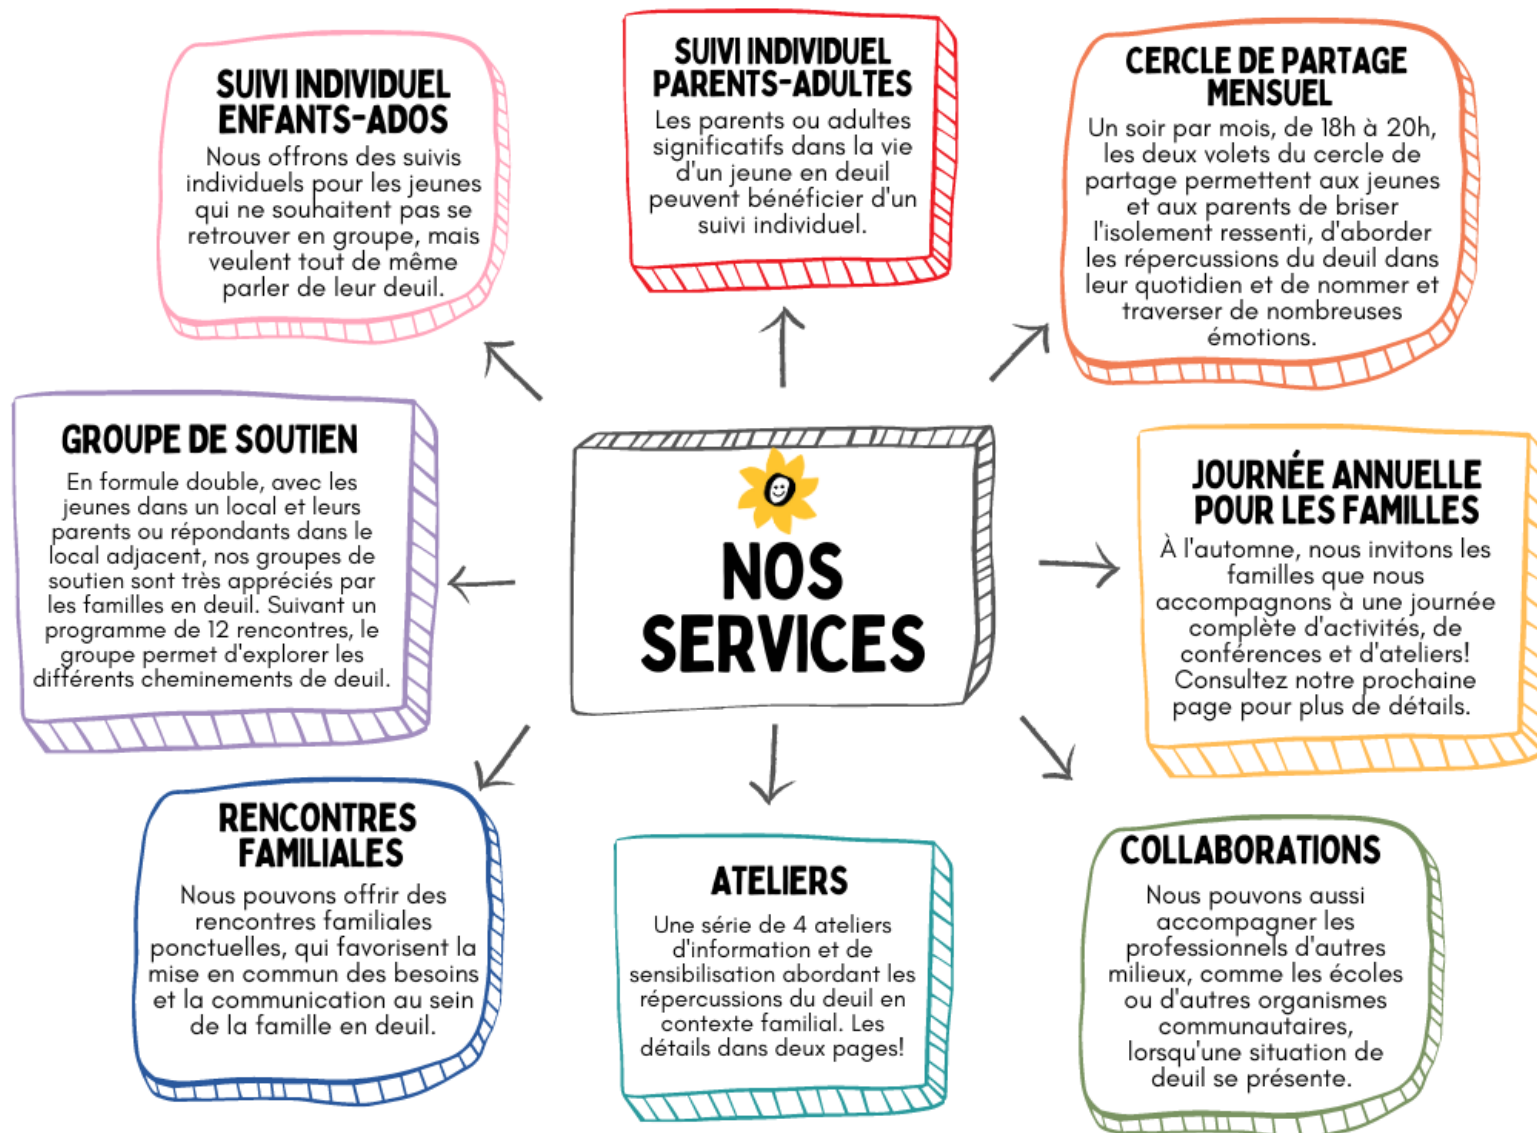 SUIVI INDIVIDUEL
ENFANTS-ADOS
Nous offrons des suivis
individuels pour les jeunes
qui ne souhaitent pas se
retrouver en groupe, mais
veulent tout de même
parler de leur deuil.
SUIVI INDIVIDUEL
PARENTS-ADULTES
Les parents ou adultes
significatifs dans la vie
d'un jeune en deuil
peuvent bénéficier d'un
suivi individuel.
CERCLE DE PARTAGE
MENSUEL
Un soir par mois, de 18h à 20h,
les deux volets du cercle de
partage permettent aux jeunes
et aux parents de briser
l'isolement ressenti, d'aborder
les répercussions du deuil dans
leur quotidien et de nommer et
traverser de nombreuses
émotions.
GROUPE DE SOUTIEN
En formule double, avec les
jeunes dans un local et leurs
parents ou répondants dans le
local adjacent, nos groupes de
soutien sont très appréciés par
les familles en deuil. Suivant un
programme de 12 rencontres, le
groupe permet d'explorer les
différents cheminements de deuil.
NOS
SERVICES
JOURNÉE ANNUELLE
POUR LES FAMILLES
À l'automne, nous invitons les
familles que nous
accompagnons à une journée
complète d'activités, de
conférences et d'ateliers!
Consultez notre prochaine
page pour plus de détails.
RENCONTRES
FAMILIALES
Nous pouvons offrir des
rencontres familiales
ponctuelles, qui favorisent la
mise en commun des besoins
et la communication au sein
de la famille en deuil.
ATELIERS
Une série de 4 ateliers
d'information et de
sensibilisation abordant les
répercussions du deuil en
contexte familial. Les
détails dans deux pages!
COLLABORATIONS
Nous pouvons aussi
accompagner les
professionnels d'autres
milieux, comme les écoles
ou d'autres organismes
communautaires,
lorsqu'une situation de
deuil se présente.